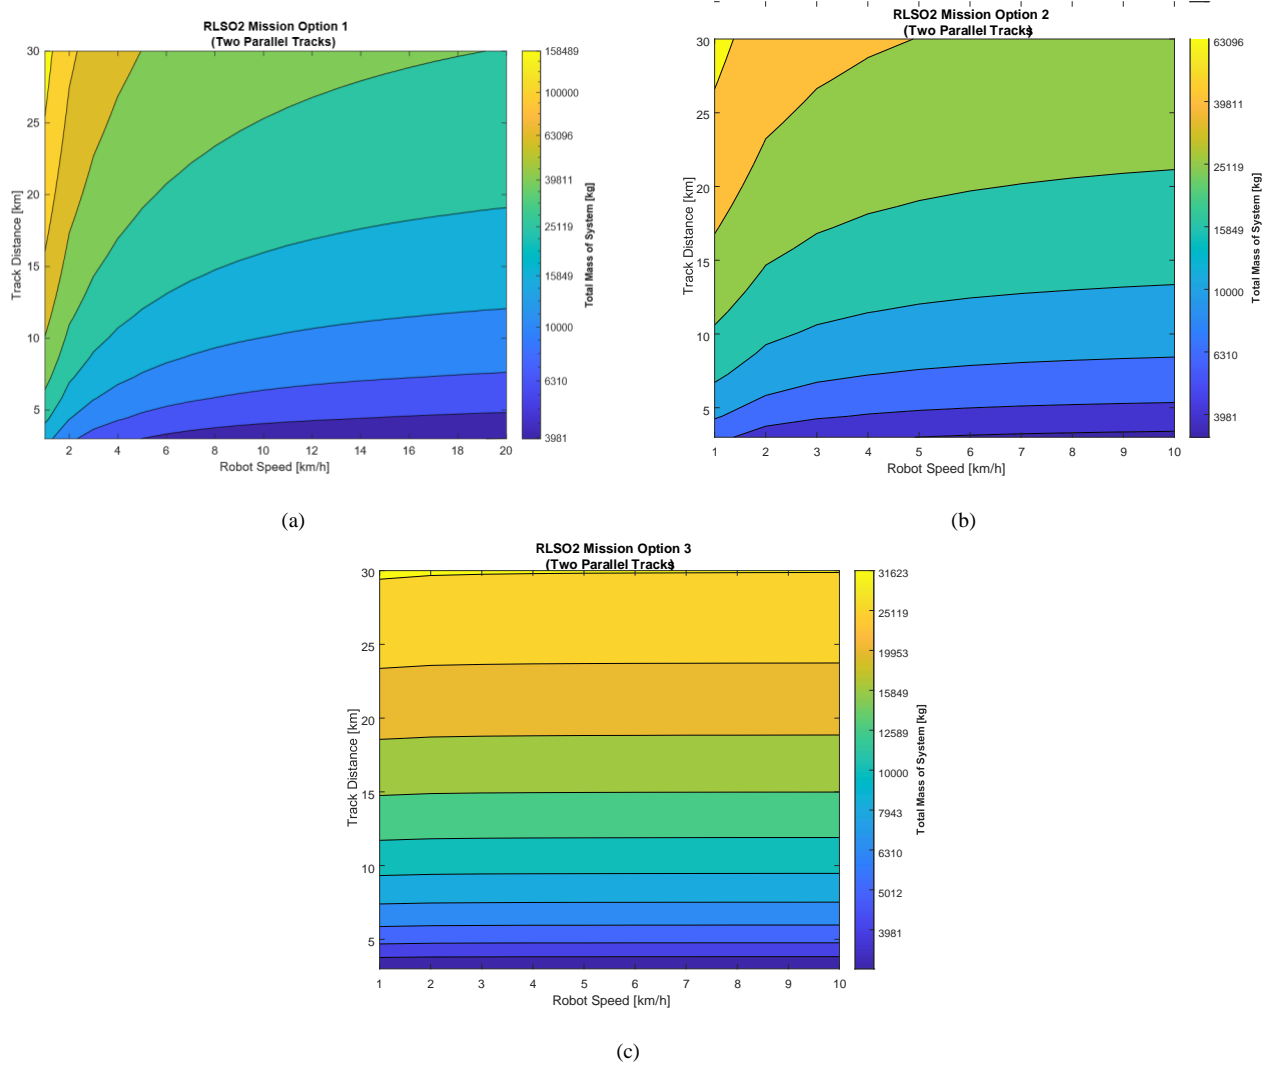 RLSO2 Mission Option 1
(Two Parallel Tracks)
30
25
20
15
10
5
Track Distance [km]
2 4 6 8 10 12 14 16 18 20
Robot Speed [km/h]
158489
100000
63096
39811
25119
15849
10000
6310
3981
Total Mass of System [kg]
(a)
RLSO2 Mission Option 2
(Two Parallel Tracks)
30
25
20
15
10
5
Track Distance [km]
1 2 3 4 5 6 7 8 9 10
Robot Speed [km/h]
63096
39811
25119
15849
10000
6310
3981
Total Mass of System [kg]
(b)
RLSO2 Mission Option 3
(Two Parallel Tracks)
30
25
20
15
10
5
Track Distance [km]
1 2 3 4 5 6 7 8 9 10
Robot Speed [km/h]
31623
25119
19953
15849
12589
10000
7943
6310
5012
3981
Total Mass of System [kg]
(c)